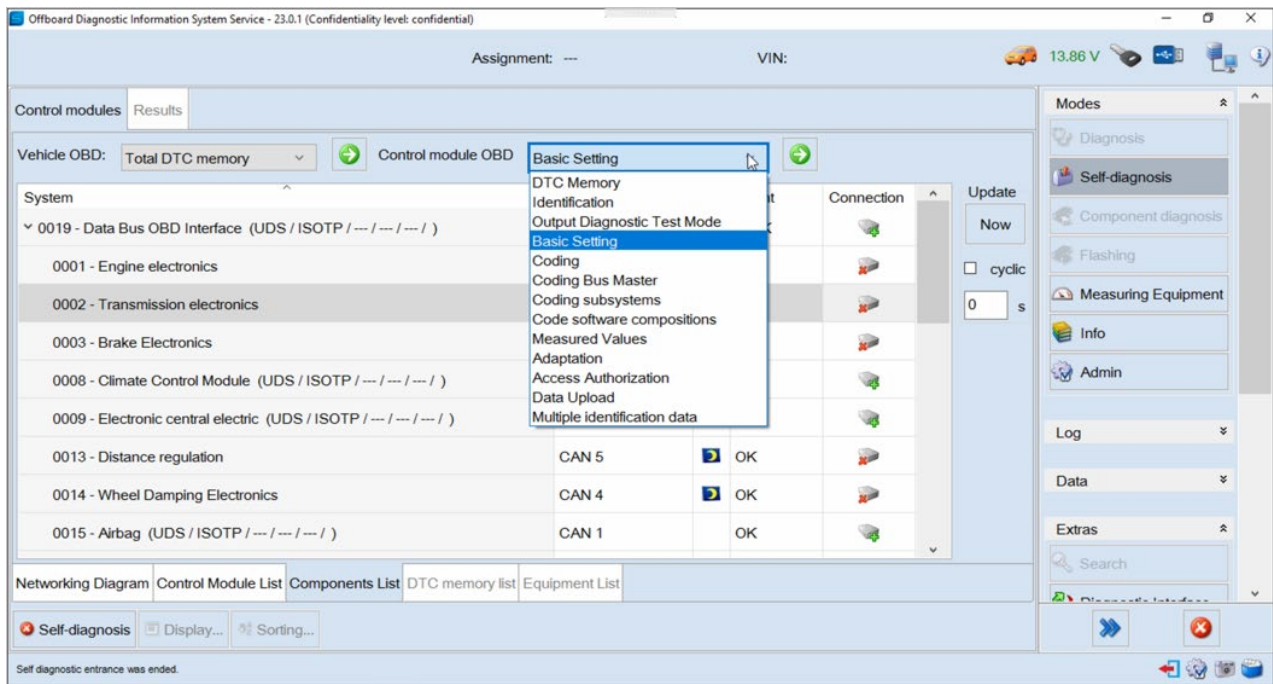 Offboard Diagnostic Information System Service - 23.0.1 (Confidentiality level: confidential)
Assignment: ---
VIN:
13.86 V
Control modules
Results
Vehicle OBD:
Total DTC memory
Control module OBD
Basic Setting
DTC Memory
Identification
Output Diagnostic Test Mode
Basic Setting
Coding
Coding Bus Master
Coding subsystems
Code software compositions
Measured Values
Adaptation
Access Authorization
Data Upload
Multiple identification data
System
Connection
0019 - Data Bus OBD Interface (UDS / ISOTP / --- / --- / --- / )
0001 - Engine electronics
0002 - Transmission electronics
0003 - Brake Electronics
0008 - Climate Control Module (UDS / ISOTP / --- / --- / --- / )
0009 - Electronic central electric (UDS / ISOTP / --- / --- / --- / )
0013 - Distance regulation CAN 5 OK
0014 - Wheel Damping Electronics CAN 4 OK
0015 - Airbag (UDS / ISOTP / --- / --- / --- / ) CAN 1 OK
Update
Now
cyclic
0 s
Networking Diagram
Control Module List
Components List
DTC memory list
Equipment List
Self-diagnosis
Display...
Sorting...
Self diagnostic entrance was ended.
Modes
Diagnosis
Self-diagnosis
Component diagnosis
Flashing
Measuring Equipment
Info
Admin
Log
Data
Extras
Search